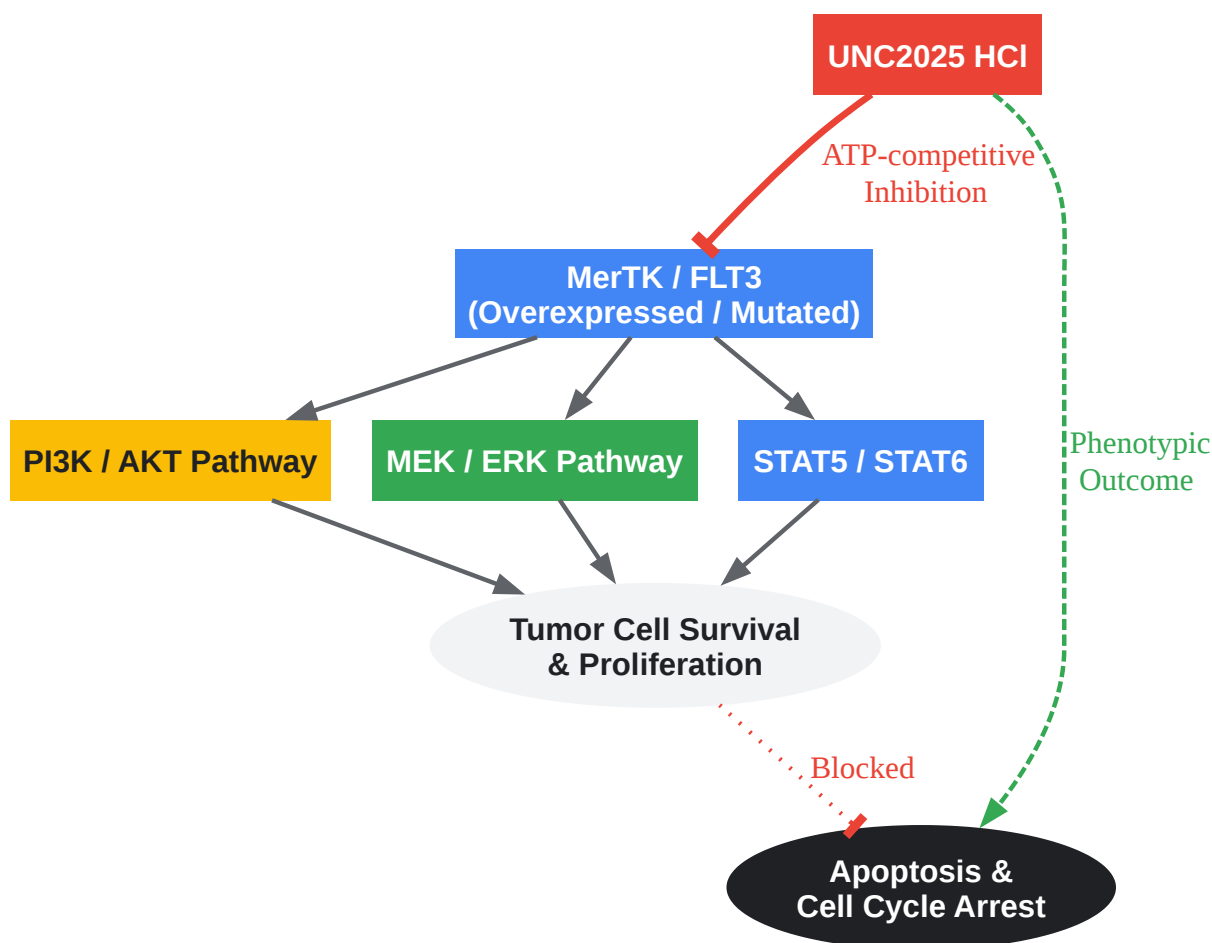 UNC2025 HCl
ATP-competitive
Inhibition
MerTK / FLT3
(Overexpressed / Mutated)
PI3K / AKT Pathway
MEK / ERK Pathway
STAT5 / STAT6
Phenotypic
Outcome
Tumor Cell Survival
& Proliferation
Blocked
Apoptosis &
Cell Cycle Arrest